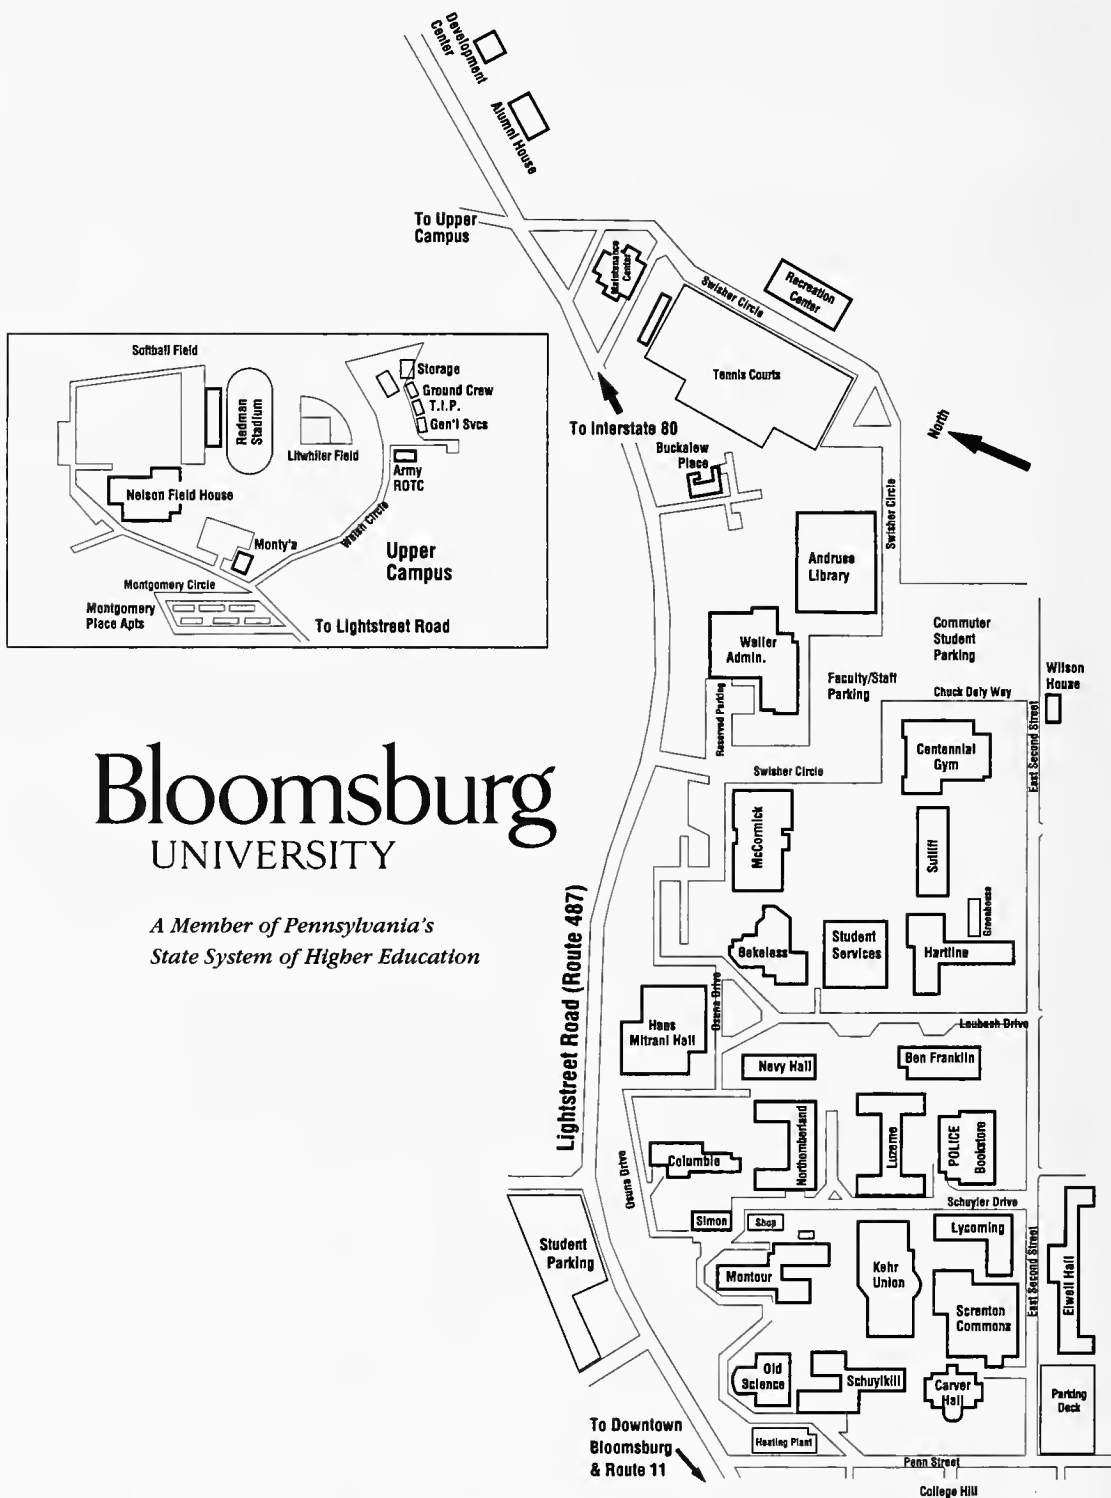 Development
Center
Alumni House
To Upper
Campus
Maintenance
Center
Swisher Circle
Recreation
Center
Tennis Courts
To Interstate 80
North
Buckalew
Place
Swisher Circle
Andruss
Library
Softball Field
Redman
Stadium
Litwhiler Field
Storage
Ground Crew
T.I.P.
Gen'l Svcs
Army
ROTC
Nelson Field House
Monty's
Welsh Circle
Upper
Campus
Montgomery Circle
Montgomery
Place Apts
To Lightstreet Road
Waller
Admin.
Reserved Parking
Faculty/Staff
Parking
Commuter
Student
Parking
Chuck Daly Way
Wilson
House
East Second Street
Centennial
Gym
Swisher Circle
Bloomsburg
UNIVERSITY
A Member of Pennsylvania's
State System of Higher Education
McCormick
Sutliff
Greenhouse
Bakeless
Student
Services
Hartline
Lightstreet Road (Route 487)
Osuna Drive
Haas
Mitrani Hall
Laubach Drive
Navy Hall
Ben Franklin
Northumberland
Luzerne
POLICE
Bookstore
Columbia
Osuna Drive
Schuyler Drive
Simon
Shop
Lycoming
Student
Parking
Montour
Kehr
Union
East Second Street
Elwell Hall
Scranton
Commons
Old
Science
Schuylkill
Carver
Hall
Parking
Deck
To Downtown
Bloomsburg
& Route 11
Heating Plant
Penn Street
College Hill